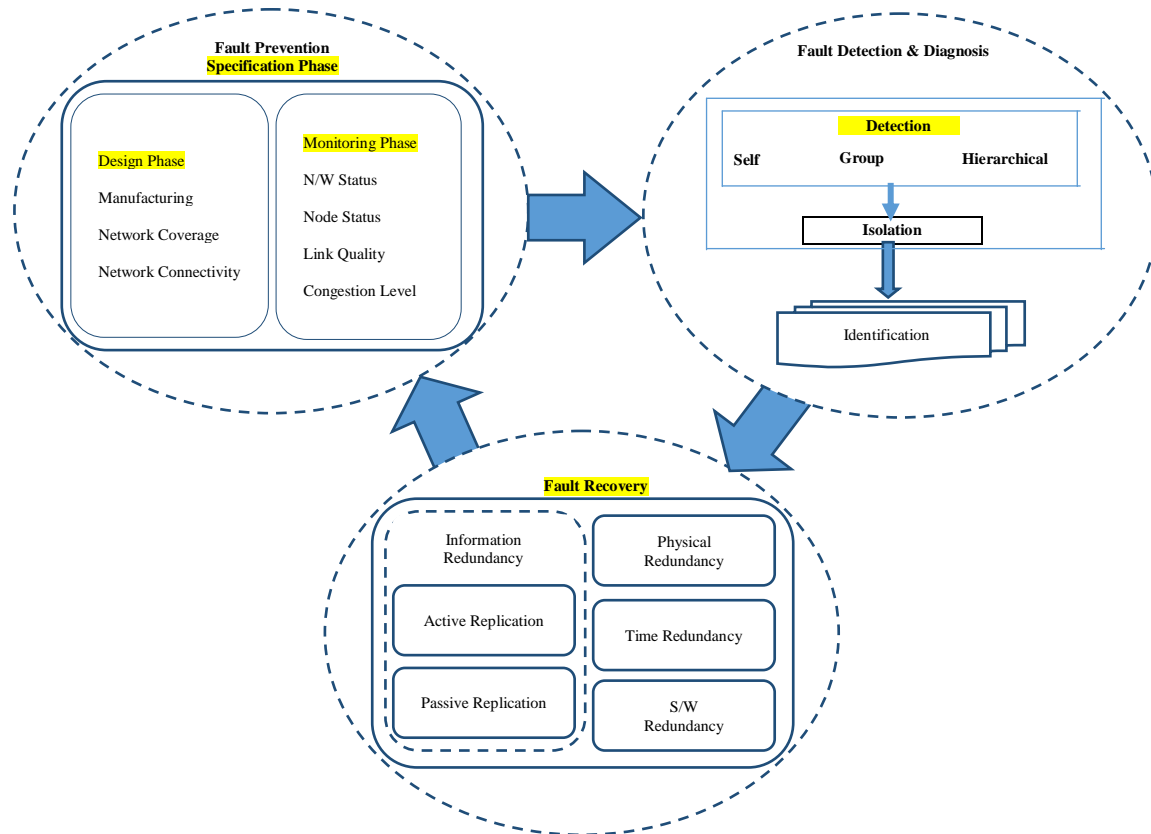 Fault Prevention
Specification Phase
Design Phase
Manufacturing
Network Coverage
Network Connectivity
Monitoring Phase
N/W Status
Node Status
Link Quality
Congestion Level
Fault Detection & Diagnosis
Detection
Self Group Hierarchical
Isolation
Identification
Fault Recovery
Information
Redundancy
Active Replication
Passive Replication
Physical
Redundancy
Time Redundancy
S/W
Redundancy